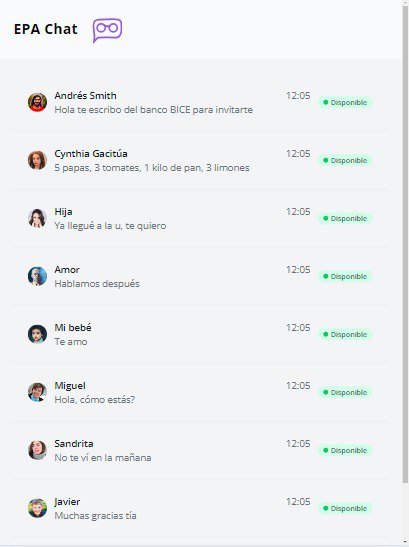 EPA Chat
Andrés Smith 12:05 Disponible
Hola te escribo del banco BICE para invitarte
Cynthia Gacitúa 12:05 Disponible
5 papas, 3 tomates, 1 kilo de pan, 3 limones
Hija 12:05 Disponible
Ya llegué a la u, te quiero
Amor 12:05 Disponible
Hablamos después
Mi bebé 12:05 Disponible
Te amo
Miguel 12:05 Disponible
Hola, cómo estás?
Sandrita 12:05 Disponible
No te ví en la mañana
Javier 12:05 Disponible
Muchas gracias tía